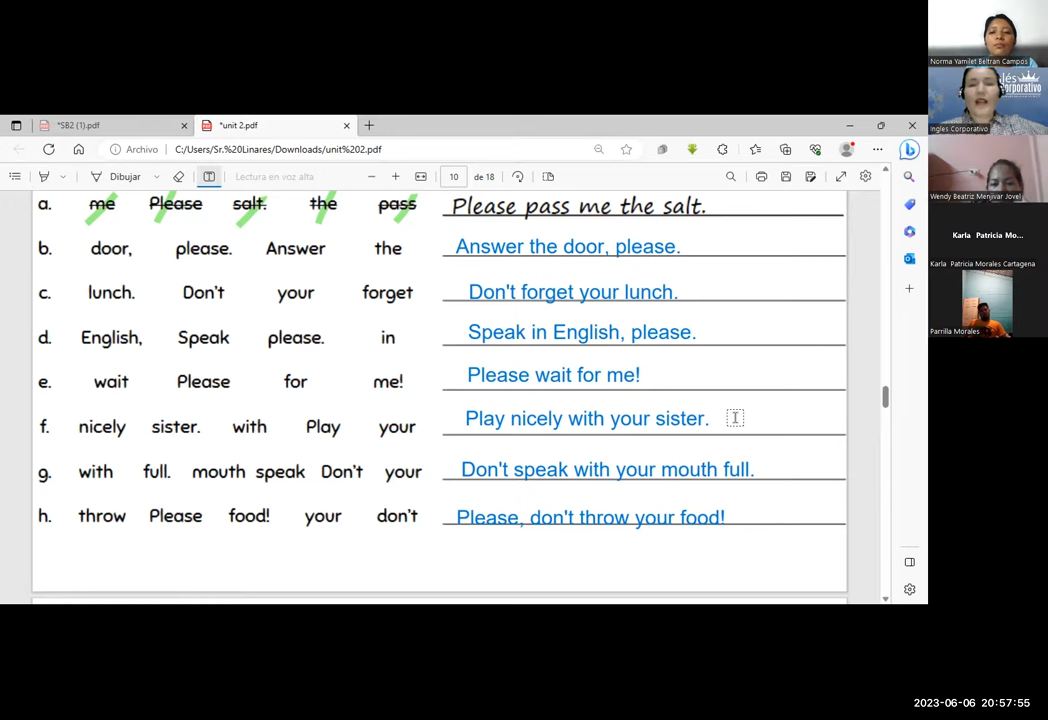 Norma Yamilet Beltran Campos
lés
corporativo
Ingles Corporativo
Wendy Beatriz Menjivar Jovel
Karla Patricia Mo...
Karla Patricia Morales Cartagena
Parrilla Morales
*SB2 (1).pdf
*unit 2.pdf
Archivo C:/Users/Sr.%20Linares/Downloads/unit%202.pdf
Dibujar Lectura en voz alta 10 de 18
a. me Please salt. the pass Please pass me the salt.
b. door, please. Answer the Answer the door, please.
c. lunch. Don't your forget Don't forget your lunch.
d. English, Speak please. in Speak in English, please.
e. wait Please for me! Please wait for me!
f. nicely sister. with Play your Play nicely with your sister.
g. with full. mouth speak Don't your Don't speak with your mouth full.
h. throw Please food! your don't Please, don't throw your food!
2023-06-06 20:57:55